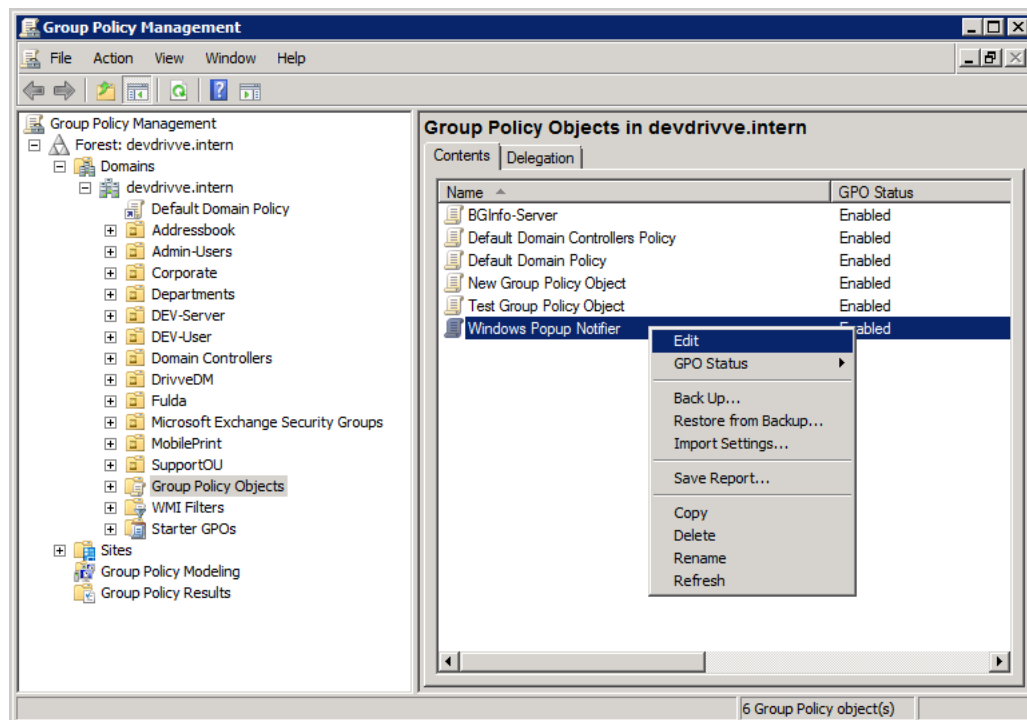 Group Policy Management
File Action View Window Help
Group Policy Management
Forest: devdrivve.intern
Domains
devdrivve.intern
Default Domain Policy
Addressbook
Admin-Users
Corporate
Departments
DEV-Server
DEV-User
Domain Controllers
DrivveDM
Fulda
Microsoft Exchange Security Groups
MobilePrint
SupportOU
Group Policy Objects
WMI Filters
Starter GPOs
Sites
Group Policy Modeling
Group Policy Results
Group Policy Objects in devdrivve.intern
Contents Delegation
Name GPO Status
BGInfo-Server Enabled
Default Domain Controllers Policy Enabled
Default Domain Policy Enabled
New Group Policy Object Enabled
Test Group Policy Object Enabled
Windows Popup Notifier Enabled
Edit
GPO Status
Back Up...
Restore from Backup...
Import Settings...
Save Report...
Copy
Delete
Rename
Refresh
6 Group Policy object(s)